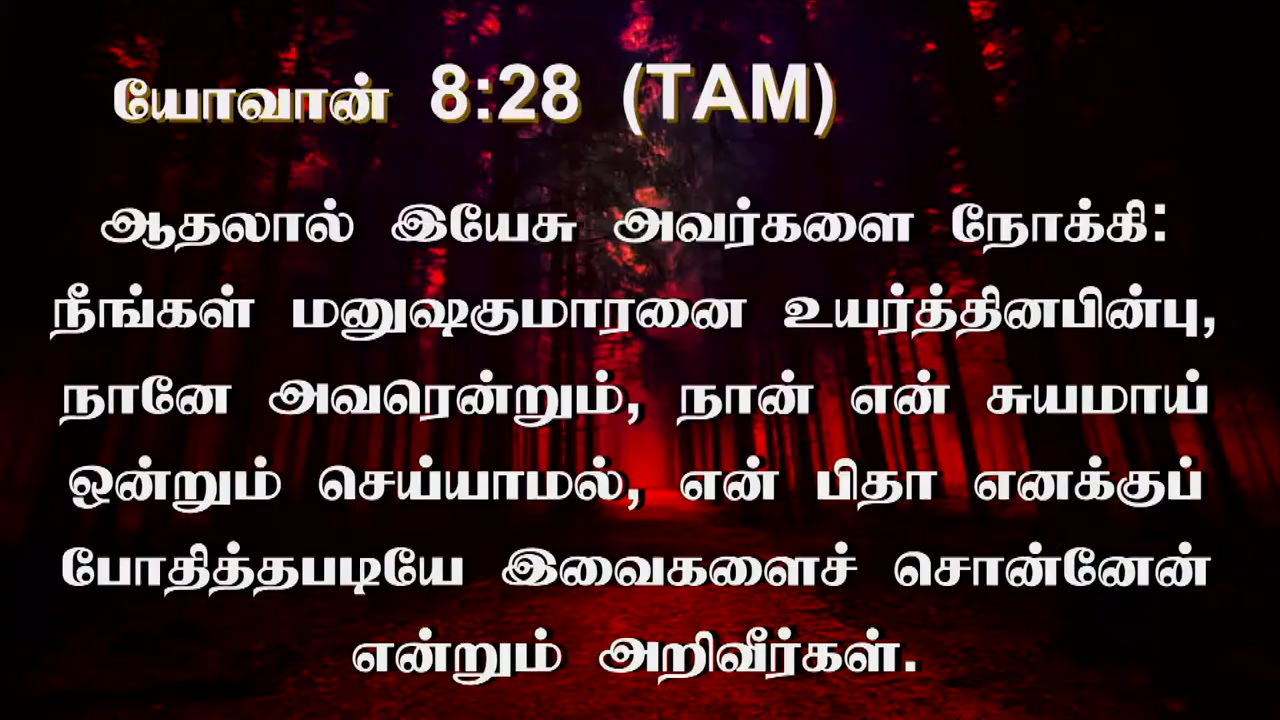 யோவான் 8:28 (TAM)
ஆதலால் இயேசு அவர்களை நோக்கி:
நீங்கள் மனுஷகுமாரனை உயர்த்தினபின்பு,
நானே அவரென்றும், நான் என் சுயமாய்
ஒன்றும் செய்யாமல், என் பிதா எனக்குப்
போதித்தபடியே இவைகளைச் சொன்னேன்
என்றும் அறிவீர்கள்.